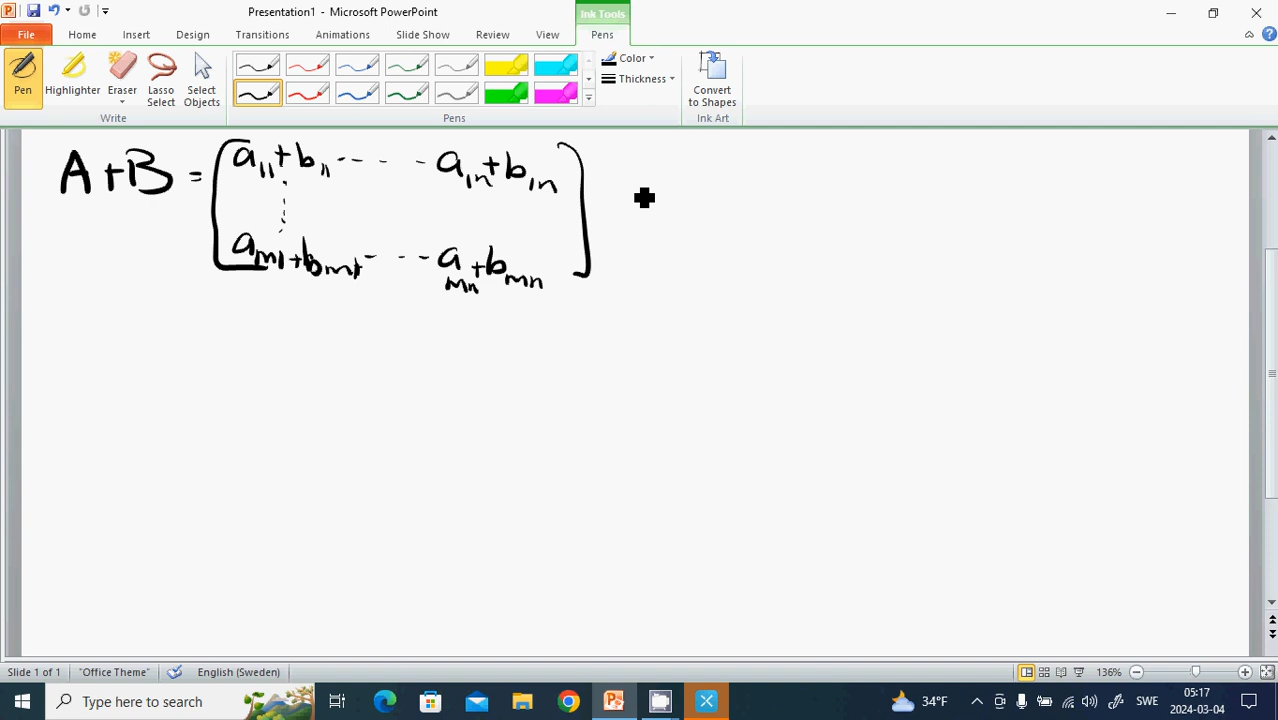 Presentation1 - Microsoft PowerPoint
Ink Tools
File Home Insert Design Transitions Animations Slide Show Review View Pens
Pen Highlighter Eraser Lasso Select Select Objects
Color
Thickness
Convert to Shapes
Write Pens Ink Art
A+B = [ a11+b11 ---- - a1n+b1n ]
am1+bm1 - -- amn+bmn
Slide 1 of 1 "Office Theme" English (Sweden) 136%
Type here to search 34°F SWE 05:17
2024-03-04